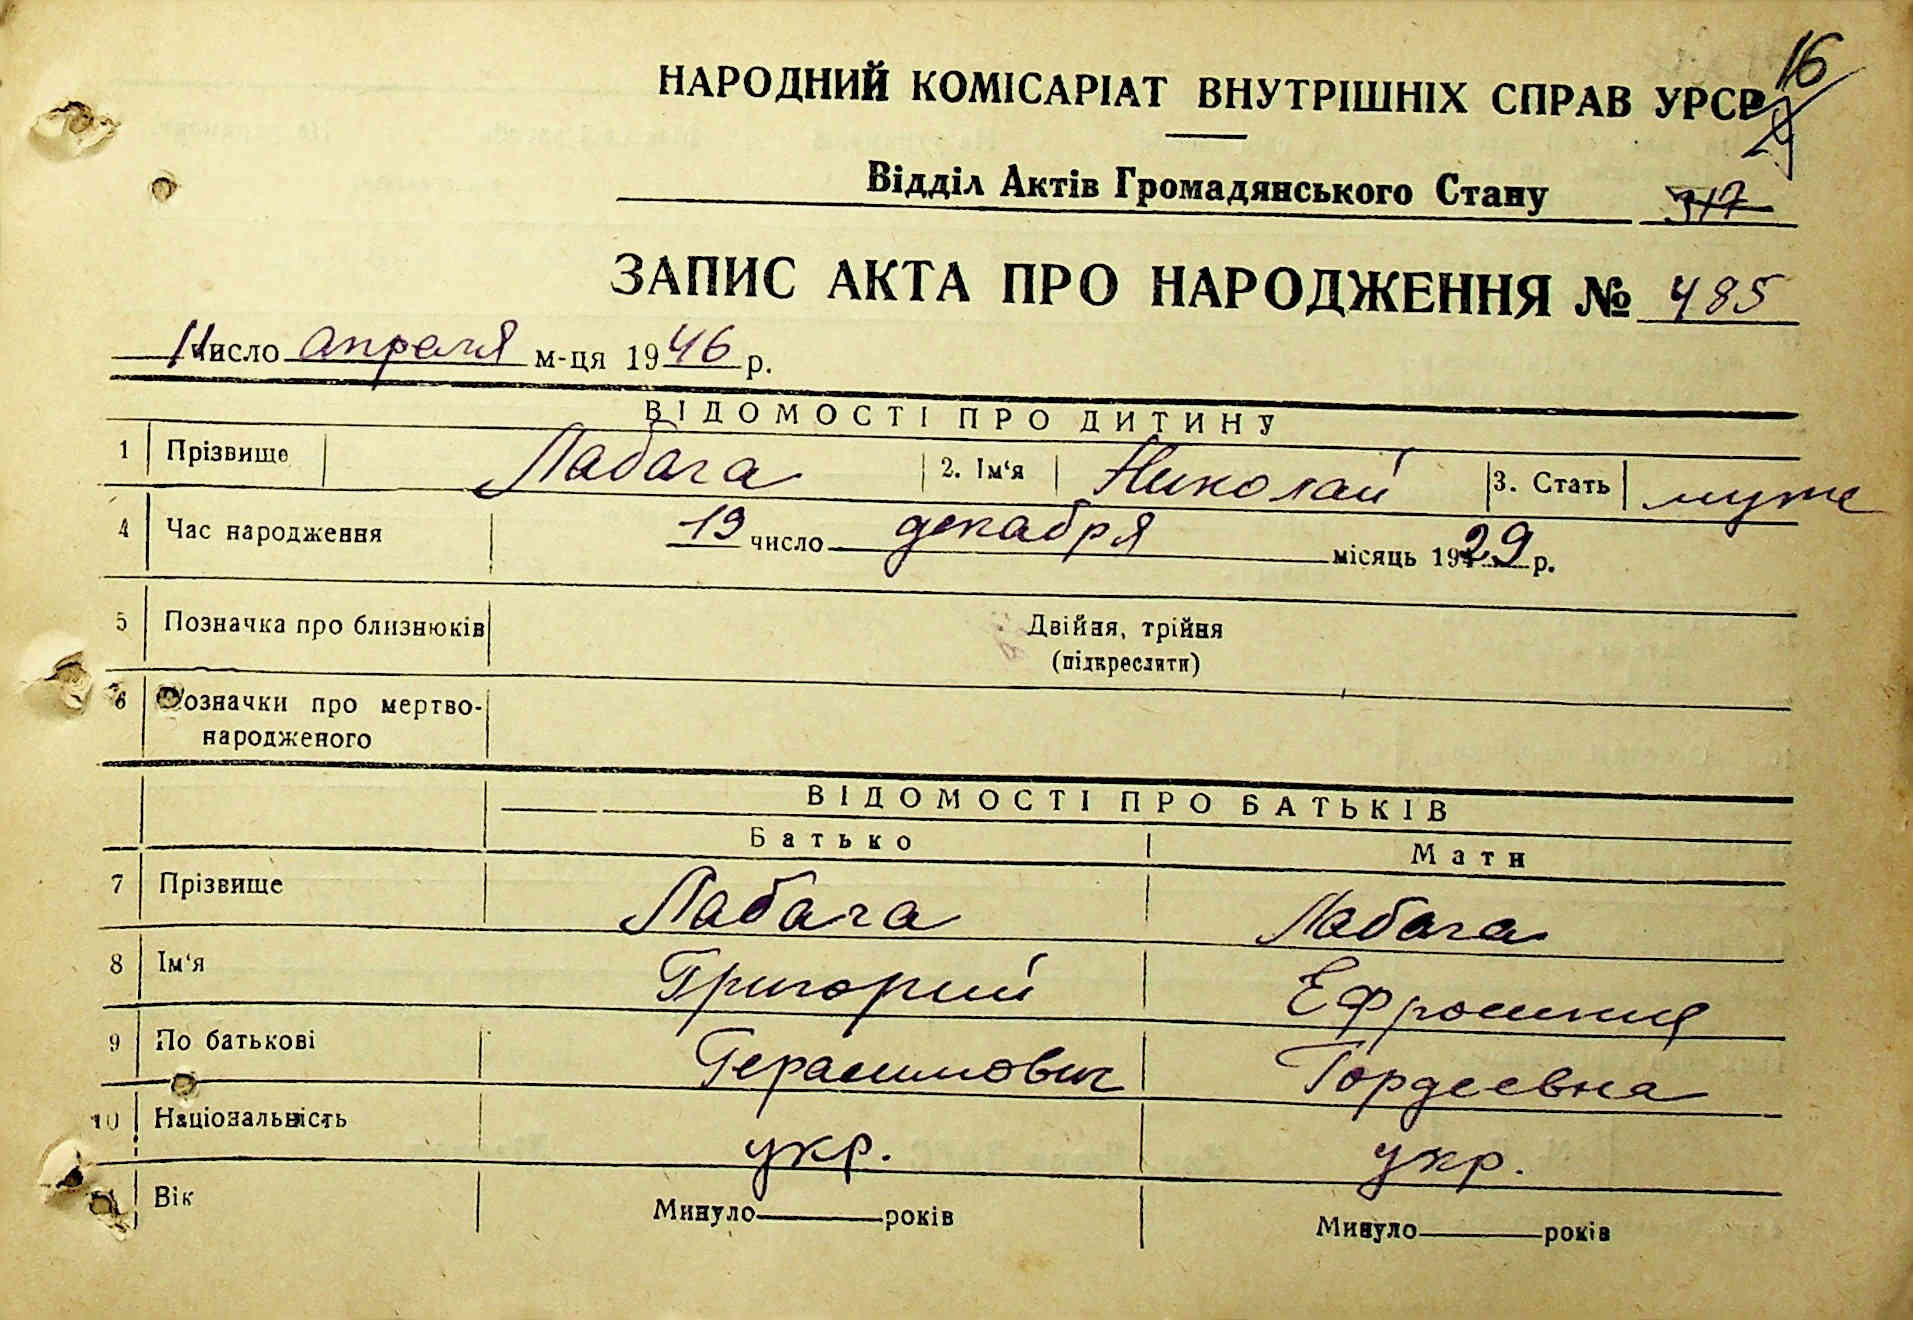 16
НАРОДНИЙ КОМІСАРІАТ ВНУТРІШНІХ СПРАВ УРСР
Відділ Актів Громадянського Стану 317
ЗАПИС АКТА ПРО НАРОДЖЕННЯ № 485
11 число апреля м-ця 1946 р.
ВІДОМОСТІ ПРО ДИТИНУ
1 Прізвище Лабага 2. Ім'я Николай 3. Стать муж
4 Час народження 19 число декабря місяць 1929 р.
5 Позначка про близнюків Двійня, трійня
(підкреслити)
6 Позначки про мертво-
народженого
ВІДОМОСТІ ПРО БАТЬКІВ
Батько Мати
7 Прізвище Лабага Лабага
8 Ім'я Григорий Ефросиния
9 По батькові Герасимович Гордеевна
10 Національність укр. укр.
11 Вік Минуло років Минуло років